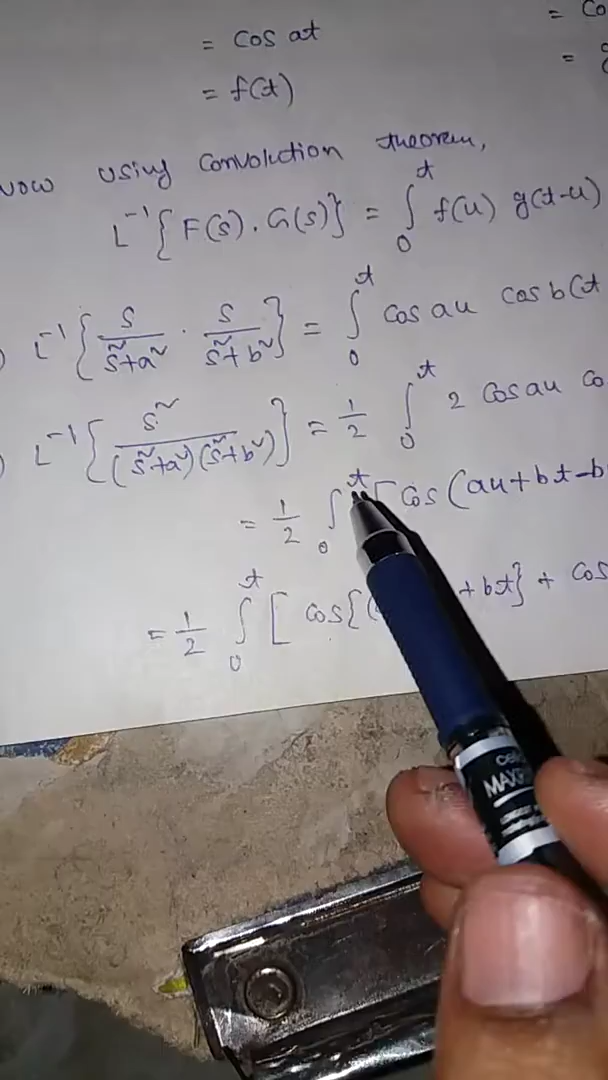 = cos at
= Co
= f(t)
=
now using Convolution theorem,
L⁻¹{F(s).G(s)} = ∫₀ᵗ f(u) g(t-u)
) L⁻¹{s/(s²+a²) · s/(s²+b²)} = ∫₀ᵗ cos au cos b(t
) L⁻¹{s²/((s²+a²)(s²+b²))} = 1/2 ∫₀ᵗ 2 cos au co
= 1/2 ∫₀ᵗ [cos (au+bt-b
= 1/2 ∫₀ᵗ [cos{( +bt} + cos